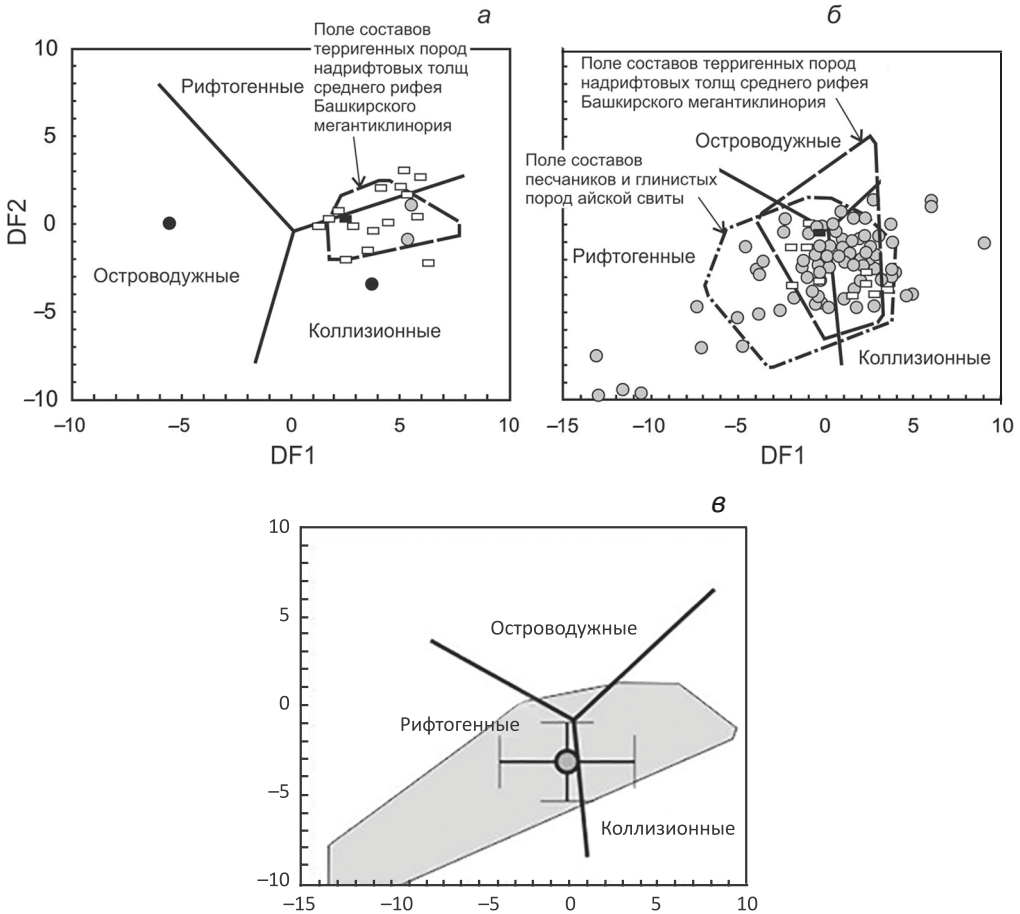 а
Поле составов
терригенных пород
надрифтовых толщ
среднего рифея
Башкирского
мегантиклинория
Рифтогенные
Островодужные
Коллизионные
10
5
0
–5
–10
DF2
–10
–5
0
5
10
DF1
б
Поле составов терригенных пород
надрифтовых толщ среднего рифея
Башкирского мегантиклинория
Островодужные
Поле составов
песчаников и глинистых
пород айской свиты
Рифтогенные
Коллизионные
–15
–10
–5
0
5
10
DF1
в
10
5
0
–5
–10
Островодужные
Рифтогенные
Коллизионные
–15
–10
–5
0
5
10